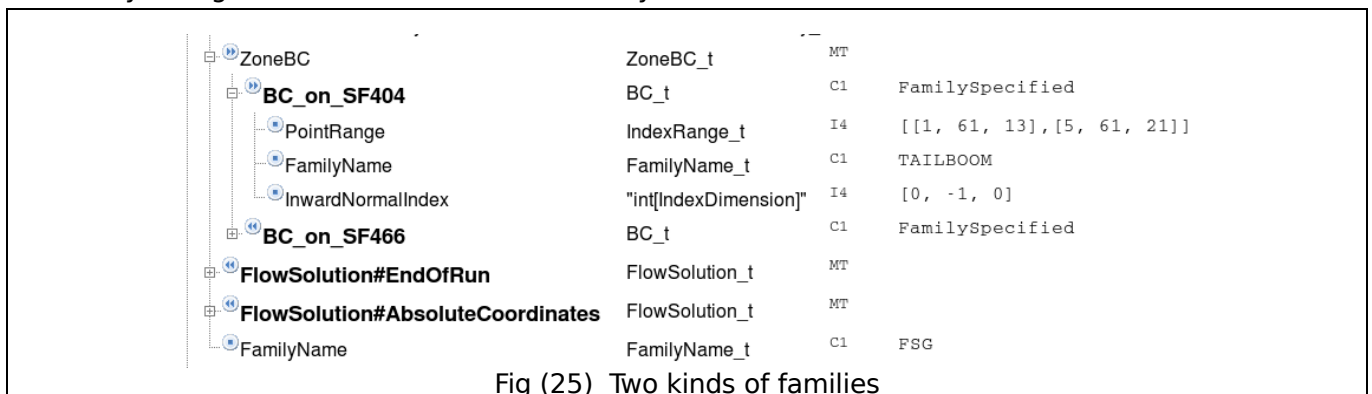 ZoneBC ZoneBC_t MT
BC_on_SF404 BC_t C1 FamilySpecified
PointRange IndexRange_t I4 [[1, 61, 13],[5, 61, 21]]
FamilyName FamilyName_t C1 TAILBOOM
InwardNormalIndex "int[IndexDimension]" I4 [0, -1, 0]
BC_on_SF466 BC_t C1 FamilySpecified
FlowSolution#EndOfRun FlowSolution_t MT
FlowSolution#AbsoluteCoordinates FlowSolution_t MT
FamilyName FamilyName_t C1 FSG
Fig (25) Two kinds of families